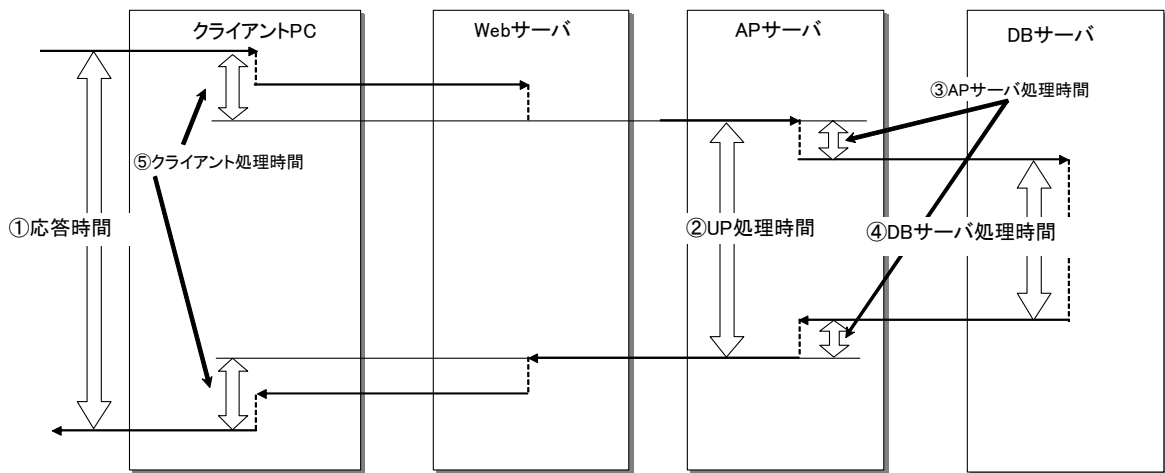 クライアントPC
Webサーバ
APサーバ
DBサーバ
③APサーバ処理時間
⑤クライアント処理時間
①応答時間
②UP処理時間
④DBサーバ処理時間